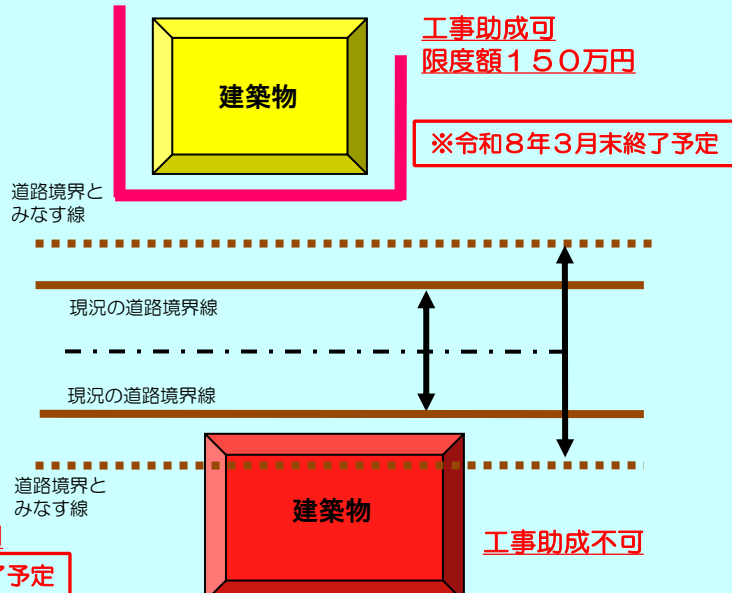 工事助成可
限度額150万円
建築物
※令和8年3月末終了予定
道路境界と
みなす線
現況の道路境界線
現況の道路境界線
道路境界と
みなす線
建築物
工事助成不可
了予定